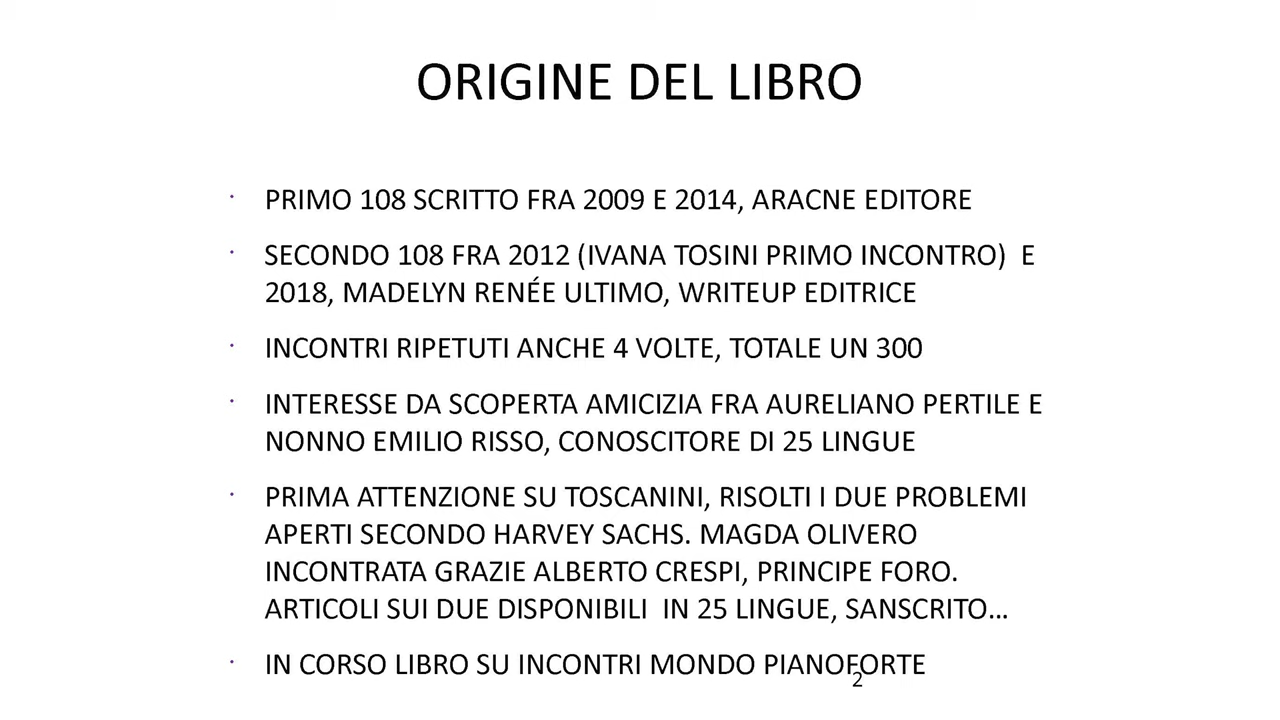 ORIGINE DEL LIBRO
· PRIMO 108 SCRITTO FRA 2009 E 2014, ARACNE EDITORE
· SECONDO 108 FRA 2012 (IVANA TOSINI PRIMO INCONTRO)  E
2018, MADELYN RENÉE ULTIMO, WRITEUP EDITRICE
· INCONTRI RIPETUTI ANCHE 4 VOLTE, TOTALE UN 300
· INTERESSE DA SCOPERTA AMICIZIA FRA AURELIANO PERTILE E
NONNO EMILIO RISSO, CONOSCITORE DI 25 LINGUE
· PRIMA ATTENZIONE SU TOSCANINI, RISOLTI I DUE PROBLEMI
APERTI SECONDO HARVEY SACHS. MAGDA OLIVERO
INCONTRATA GRAZIE ALBERTO CRESPI, PRINCIPE FORO.
ARTICOLI SUI DUE DISPONIBILI  IN 25 LINGUE, SANSCRITO…
· IN CORSO LIBRO SU INCONTRI MONDO PIANOFORTE
2